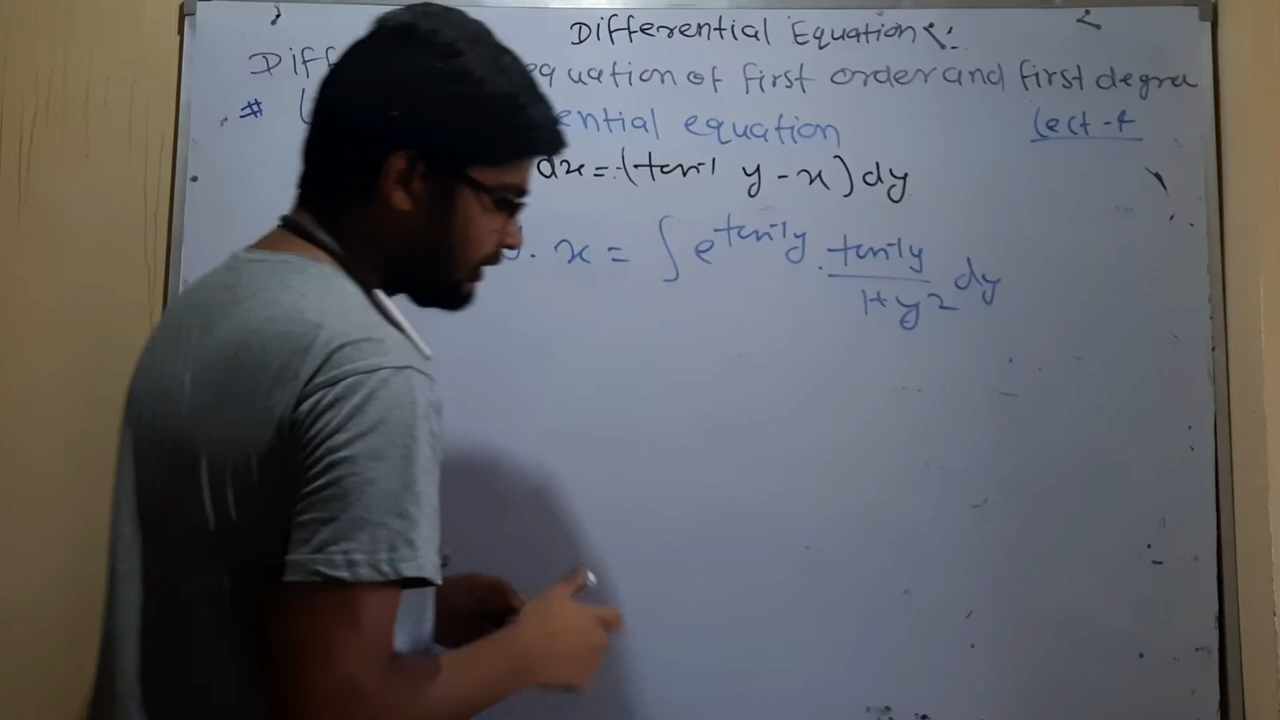 Differential Equation:
Diff equation of first order and first degre
# ential equation Lect-4
dx = (tan-1 y - x) dy
y. x = ∫ e^tan-1y . tan-1y / 1+y2 dy